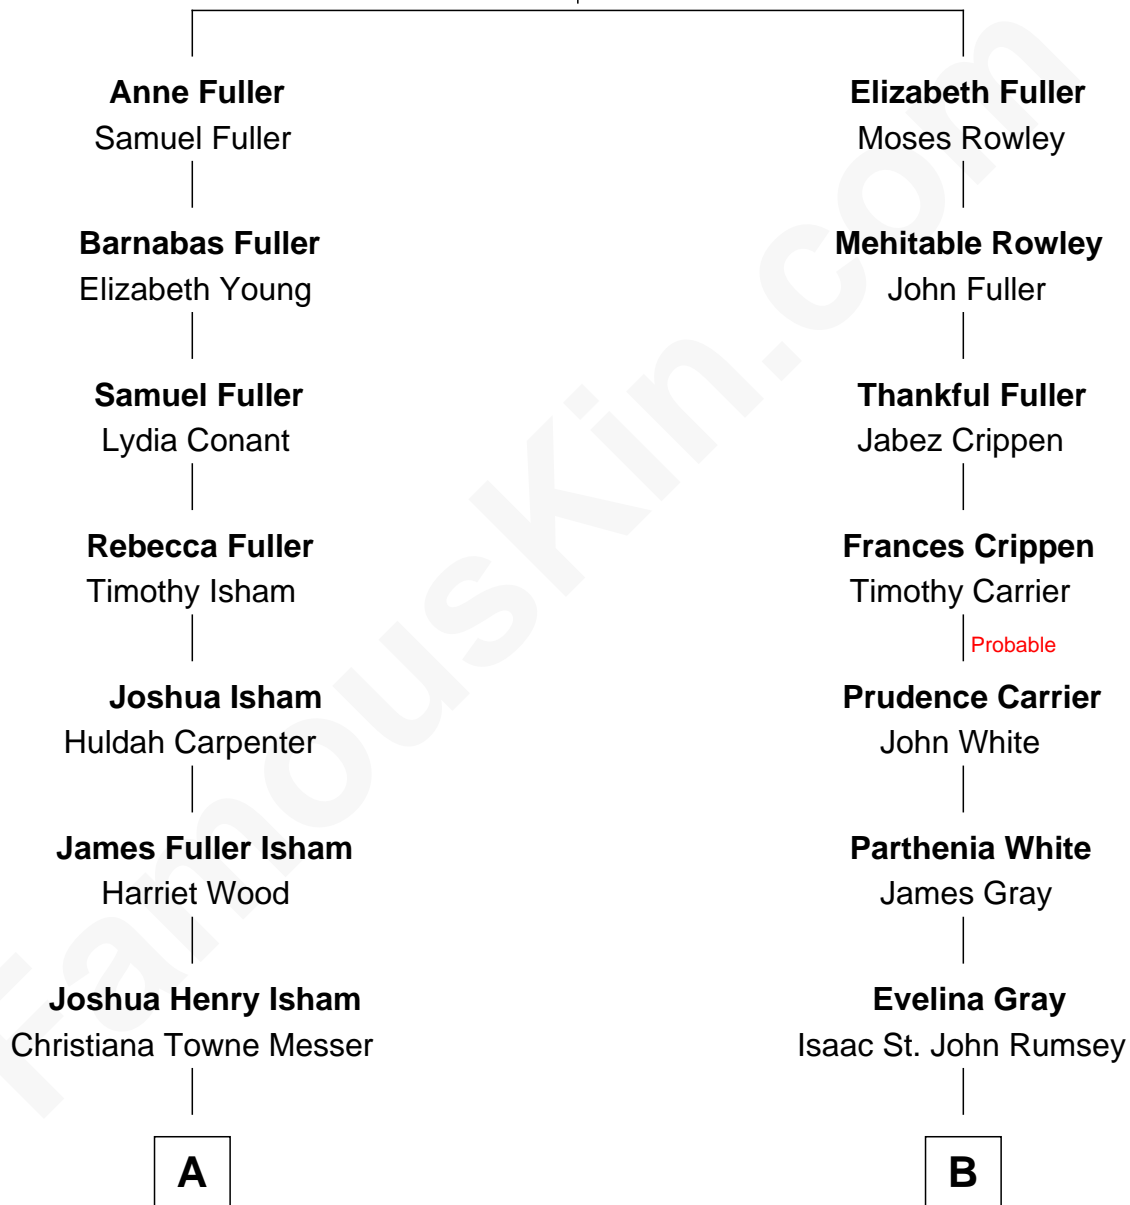 Anne Fuller
Samuel Fuller
Barnabas Fuller
Elizabeth Young
Samuel Fuller
Lydia Conant
Rebecca Fuller
Timothy Isham
Joshua Isham
Huldah Carpenter
James Fuller Isham
Harriet Wood
Joshua Henry Isham
Christiana Towne Messer
A
Elizabeth Fuller
Moses Rowley
Mehitable Rowley
John Fuller
Thankful Fuller
Jabez Crippen
Frances Crippen
Timothy Carrier
Probable
Prudence Carrier
John White
Parthenia White
James Gray
Evelina Gray
Isaac St. John Rumsey
B
FamousKin.com